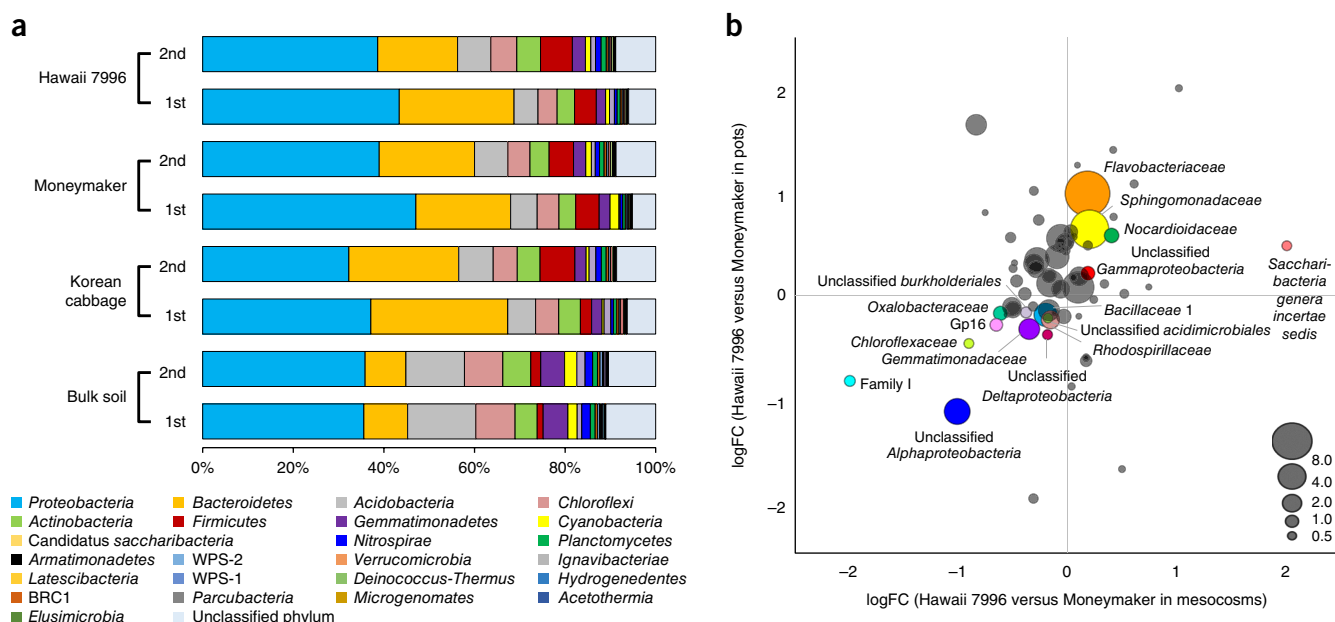 a
Hawaii 7996
2nd
1st
Moneymaker
2nd
1st
Korean
cabbage
2nd
1st
Bulk soil
2nd
1st
0% 20% 40% 60% 80% 100%
Proteobacteria Bacteroidetes Acidobacteria Chloroflexi
Actinobacteria Firmicutes Gemmatimonadetes Cyanobacteria
Candidatus saccharibacteria Nitrospirae Planctomycetes
Armatimonadetes WPS-2 Verrucomicrobia Ignavibacteriae
Latescibacteria WPS-1 Deinococcus-Thermus Hydrogenedentes
BRC1 Parcubacteria Microgenomates Acetothermia
Elusimicrobia Unclassified phylum
b
logFC (Hawaii 7996 versus Moneymaker in pots)
2
1
0
−1
−2
Flavobacteriaceae
Sphingomonadaceae
Nocardioidaceae
Unclassified
Gammaproteobacteria
Sacchari-
bacteria
genera
incertae
sedis
Unclassified burkholderiales
Oxalobacteraceae
Gp16
Chloroflexaceae
Gemmatimonadaceae
Bacillaceae 1
Unclassified acidimicrobiales
Rhodospirillaceae
Unclassified
Deltaproteobacteria
Family I
Unclassified
Alphaproteobacteria
8.0
4.0
2.0
1.0
0.5
−2 −1 0 1 2
logFC (Hawaii 7996 versus Moneymaker in mesocosms)